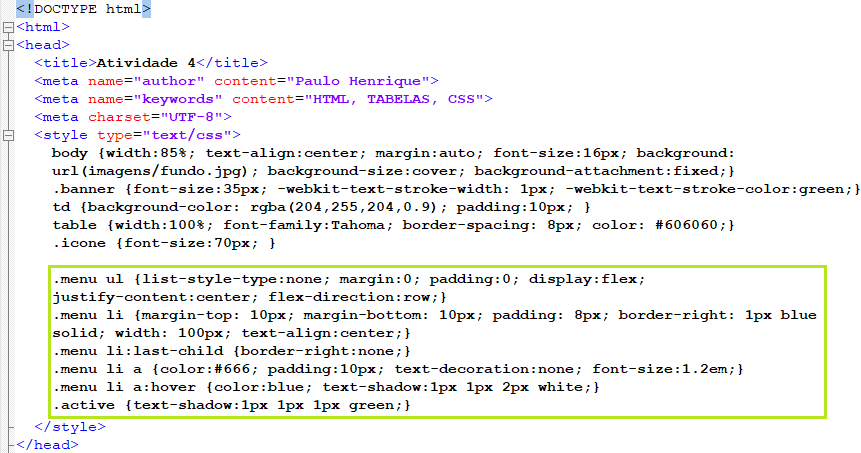 <!DOCTYPE html>
<html>
<head>
<title>Atividade 4</title>
<meta name="author" content="Paulo Henrique">
<meta name="keywords" content="HTML, TABELAS, CSS">
<meta charset="UTF-8">
<style type="text/css">
body {width:85%; text-align:center; margin:auto; font-size:16px; background:
url(imagens/fundo.jpg); background-size:cover; background-attachment:fixed;}
.banner {font-size:35px; -webkit-text-stroke-width: 1px; -webkit-text-stroke-color:green;}
td {background-color: rgba(204,255,204,0.9); padding:10px; }
table {width:100%; font-family:Tahoma; border-spacing: 8px; color: #606060;}
.icone {font-size:70px; }
.menu ul {list-style-type:none; margin:0; padding:0; display:flex;
justify-content:center; flex-direction:row;}
.menu li {margin-top: 10px; margin-bottom: 10px; padding: 8px; border-right: 1px blue
solid; width: 100px; text-align:center;}
.menu li:last-child {border-right:none;}
.menu li a {color:#666; padding:10px; text-decoration:none; font-size:1.2em;}
.menu li a:hover {color:blue; text-shadow:1px 1px 2px white;}
.active {text-shadow:1px 1px 1px green;}
</style>
</head>